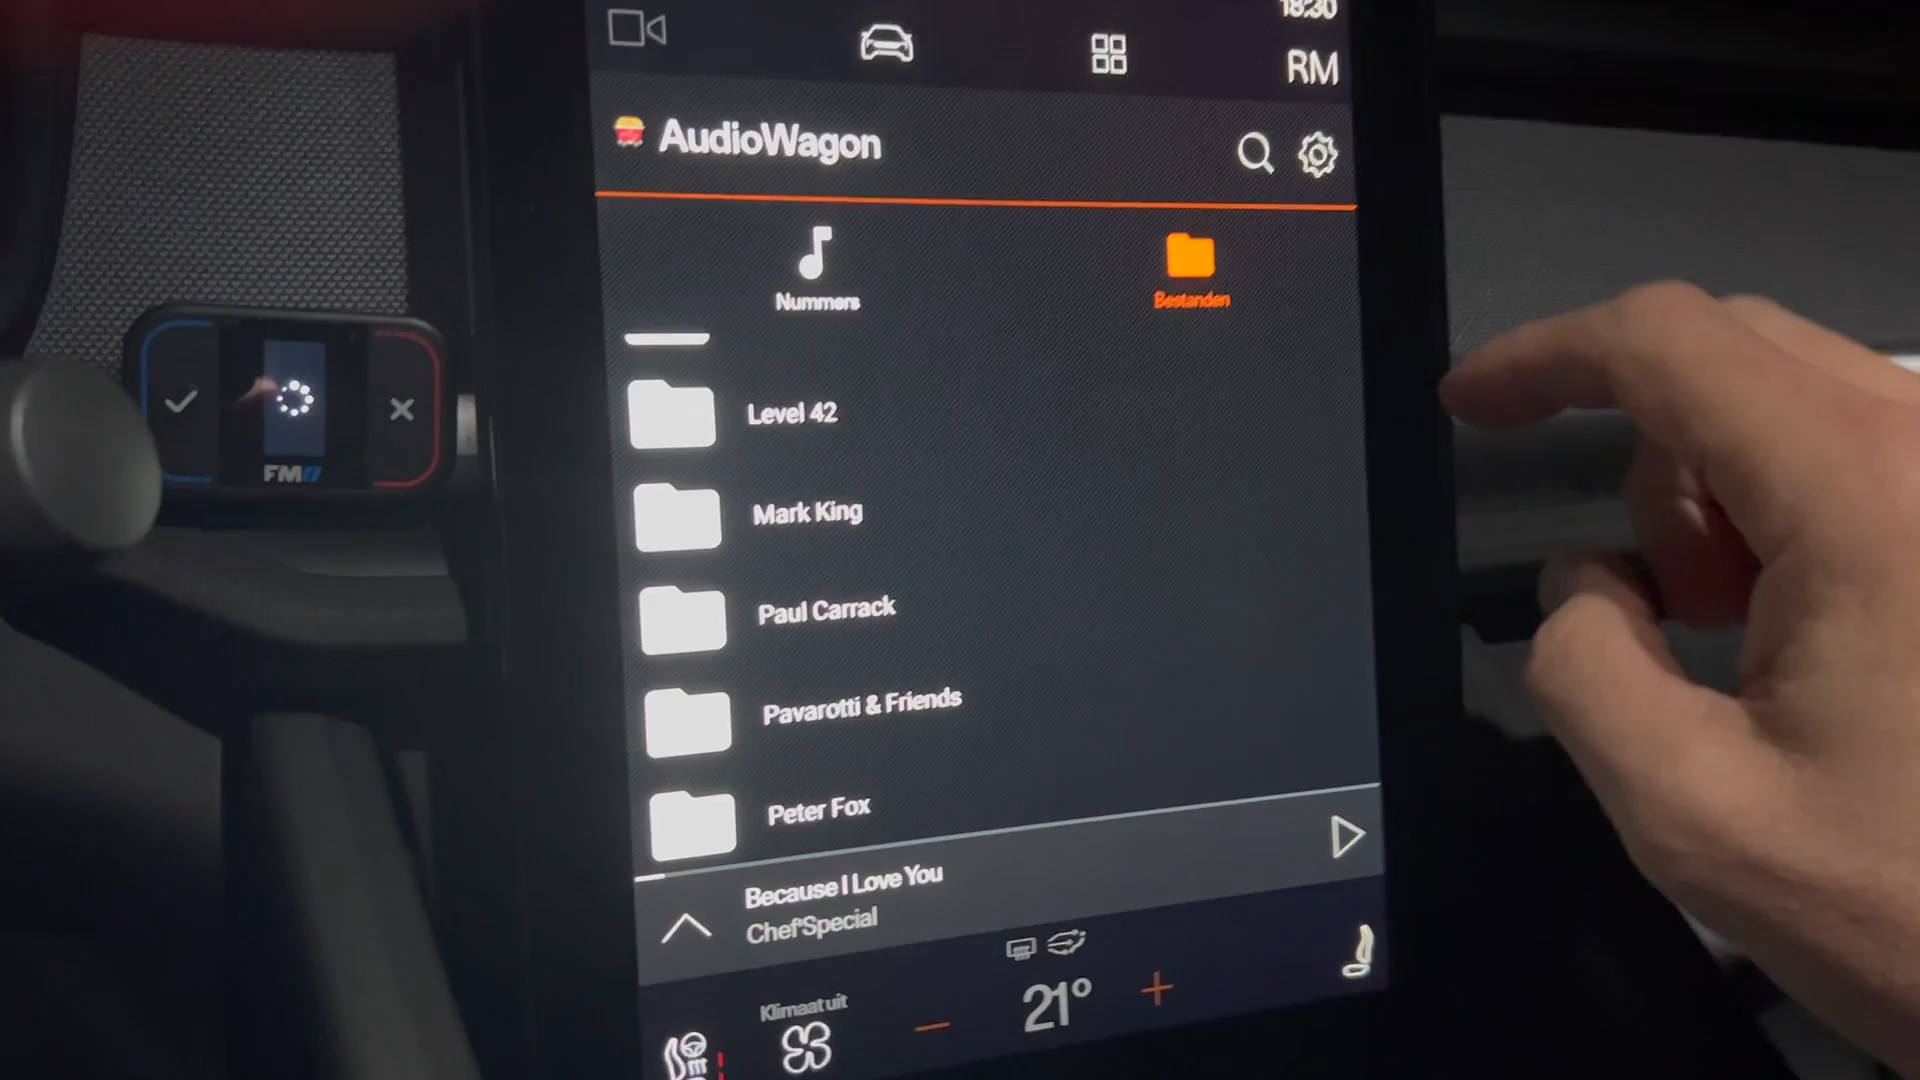 18:30
RM
AudioWagon
Nummers
Bestanden
Level 42
Mark King
Paul Carrack
Pavarotti & Friends
Peter Fox
Because I Love You
Chef'Special
Klimaat uit
21°
FM